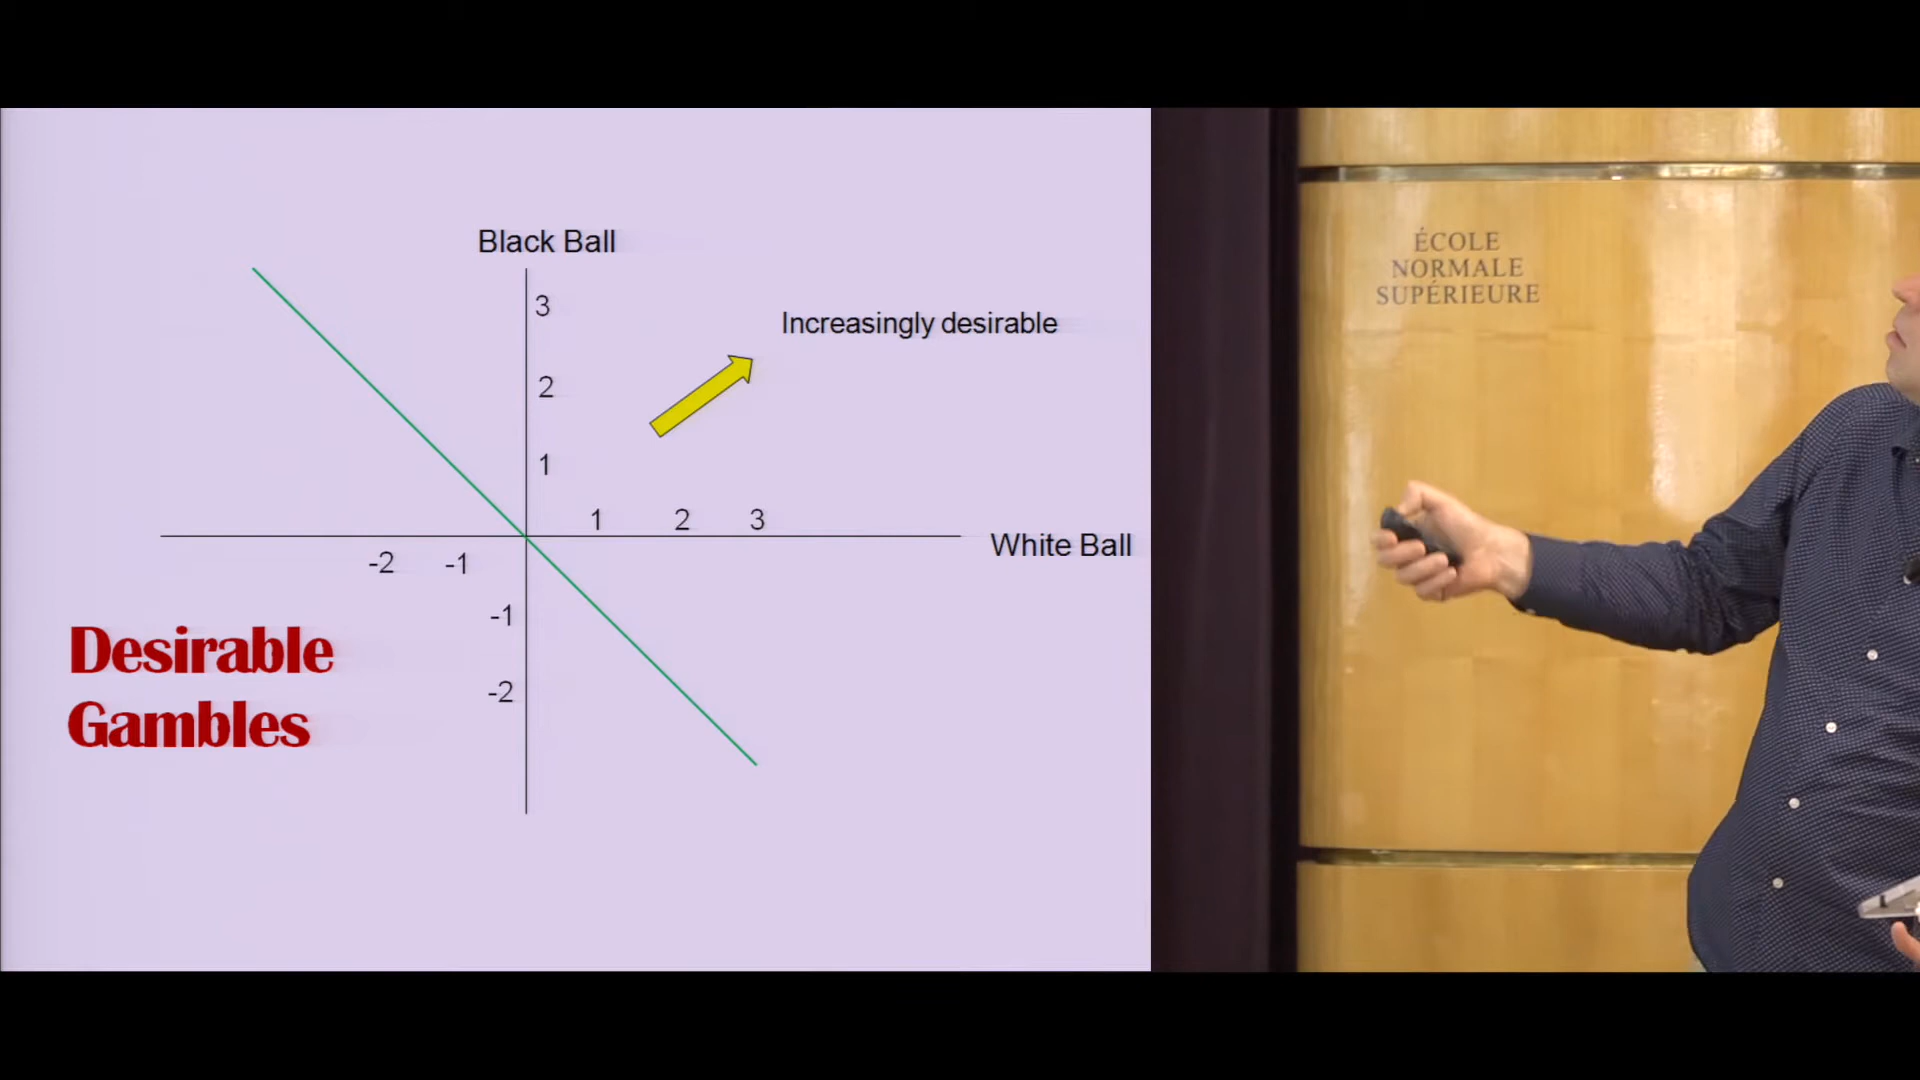 Black Ball
3
Increasingly desirable
2
1
1 2 3
White Ball
-2 -1
-1
Desirable
-2
Gambles
ÉCOLE
NORMALE
SUPÉRIEURE